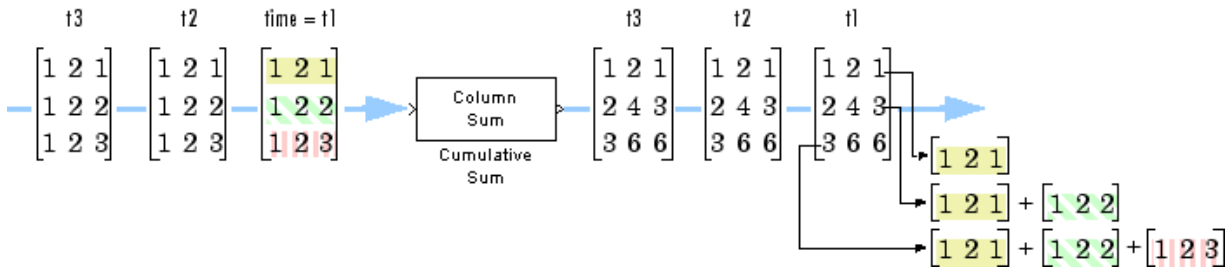 t3 t2 time = t1 t3 t2 t1
[1 2 1] [1 2 1] [1 2 1] [1 2 1] [1 2 1] [1 2 1]
[1 2 2] [1 2 2] [1 2 2] Column Sum [2 4 3] [2 4 3] [2 4 3]
[1 2 3] [1 2 3] [1 2 3] [3 6 6] [3 6 6] [3 6 6]
Cumulative
Sum
[1 2 1]
[1 2 1] + [1 2 2]
[1 2 1] + [1 2 2] + [1 2 3]